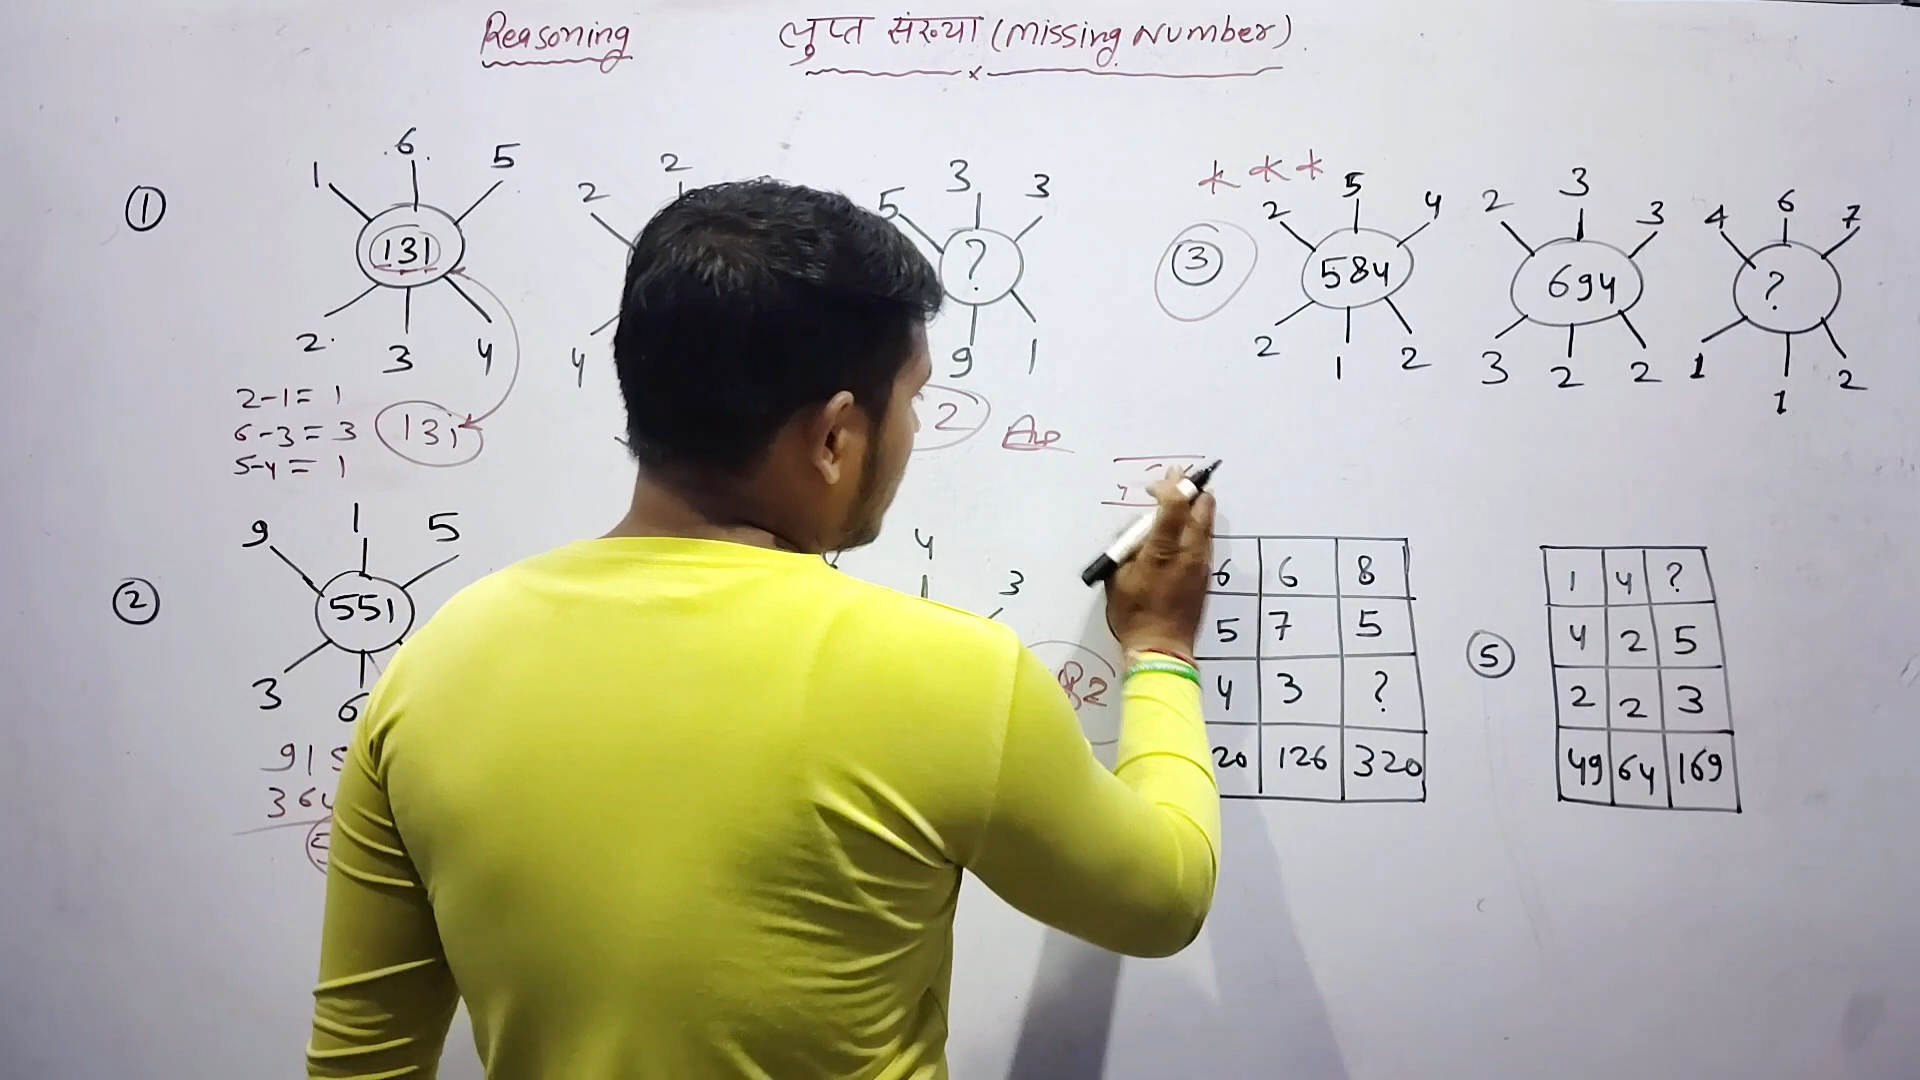 Reasoning लुप्त संख्या (Missing Number)
1
1 6 5
131
2 3 4
2-1= 1
6-3= 3
5-4= 1
131
2 2
4
5 3 3
?
9 1
2 Ans
3
2 5 4
584
2 1 2
2 3 3
694
3 2 2
4 6 7
?
1 1 2
2
9 1 5
551
3 6
4
3
82
6 6 8
5 7 5
4 3 ?
20 126 320
5
1 4 ?
4 2 5
2 2 3
49 64 169